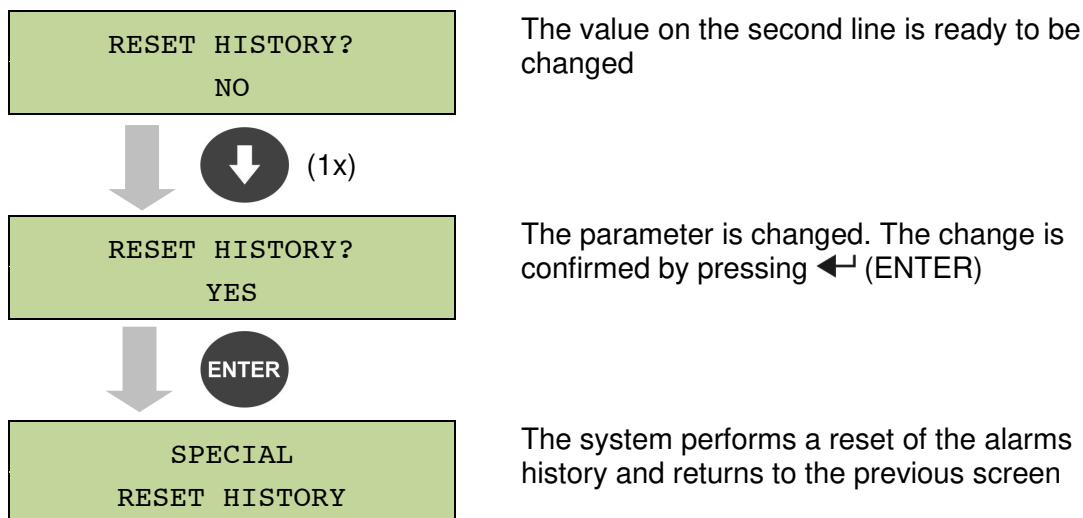 RESET HISTORY?
NO
The value on the second line is ready to be
changed
(1x)
RESET HISTORY?
YES
The parameter is changed. The change is
confirmed by pressing (ENTER)
ENTER
SPECIAL
RESET HISTORY
The system performs a reset of the alarms
history and returns to the previous screen